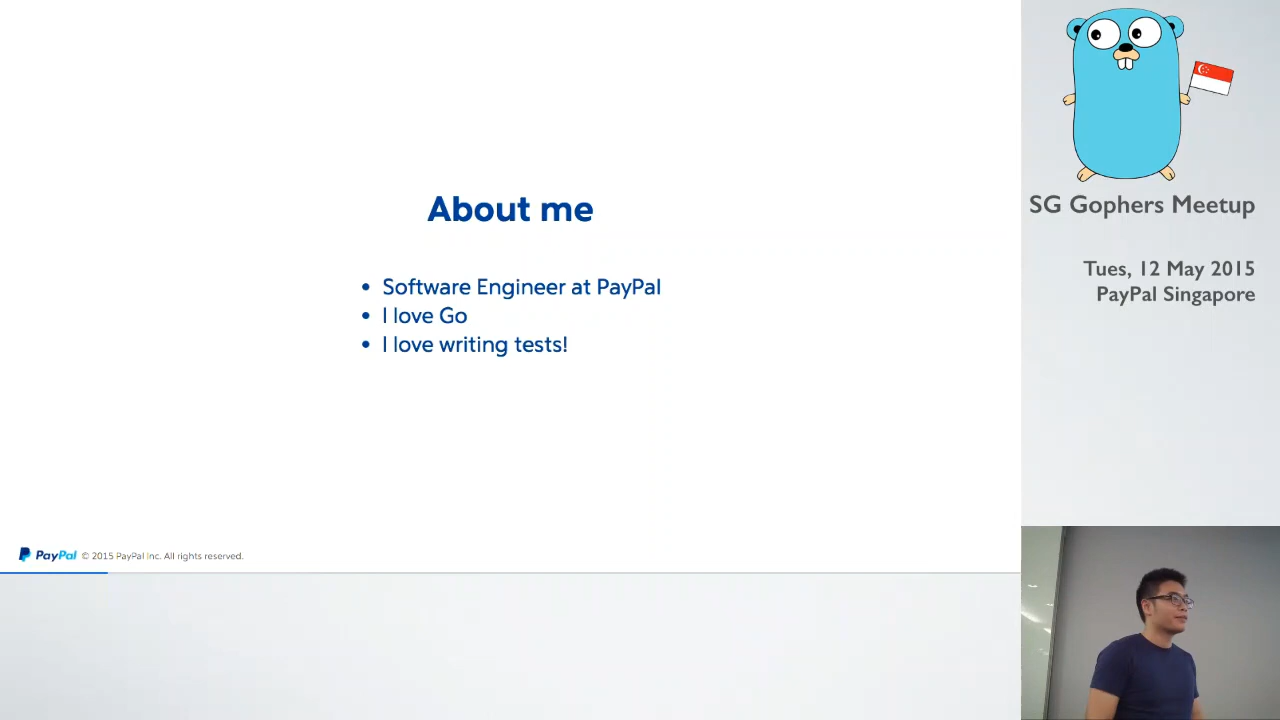 About me
• Software Engineer at PayPal
• I love Go
• I love writing tests!
PayPal © 2015 PayPal Inc. All rights reserved.
SG Gophers Meetup
Tues, 12 May 2015
PayPal Singapore